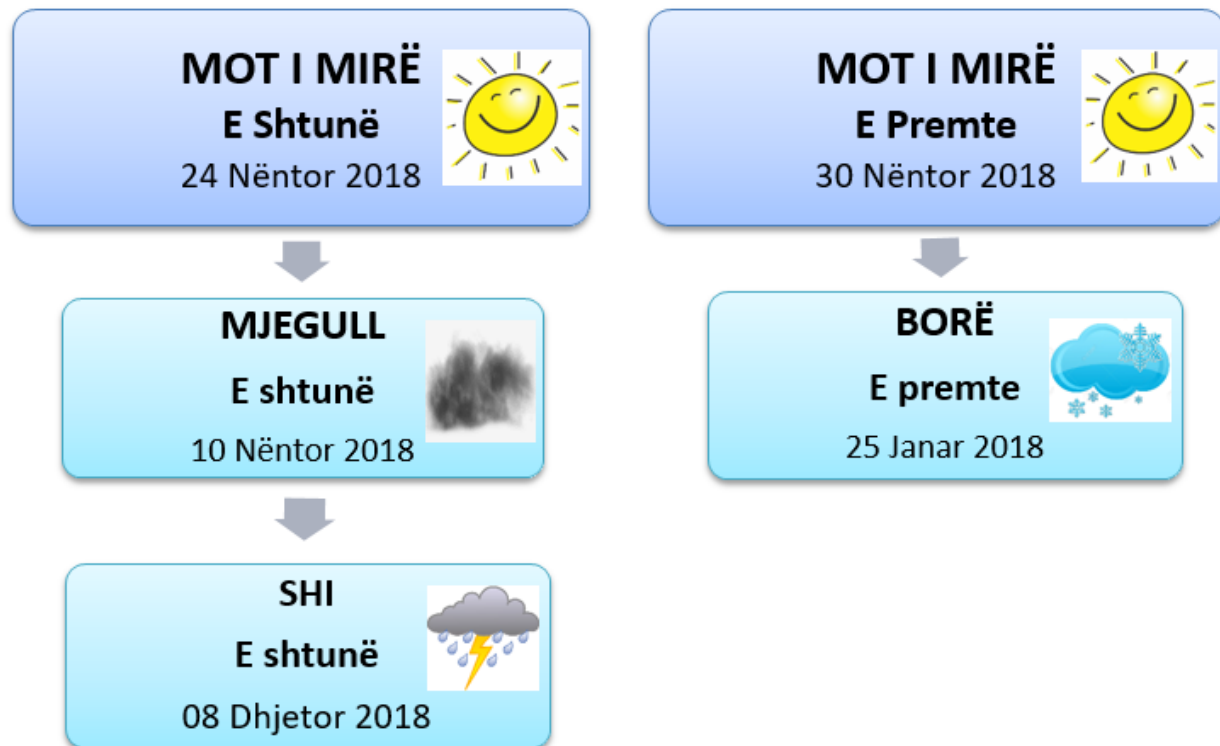 MOT I MIRË
E Shtunë
24 Nëntor 2018
MJEGULL
E shtunë
10 Nëntor 2018
SHI
E shtunë
08 Dhjetor 2018
MOT I MIRË
E Premte
30 Nëntor 2018
BORË
E premte
25 Janar 2018